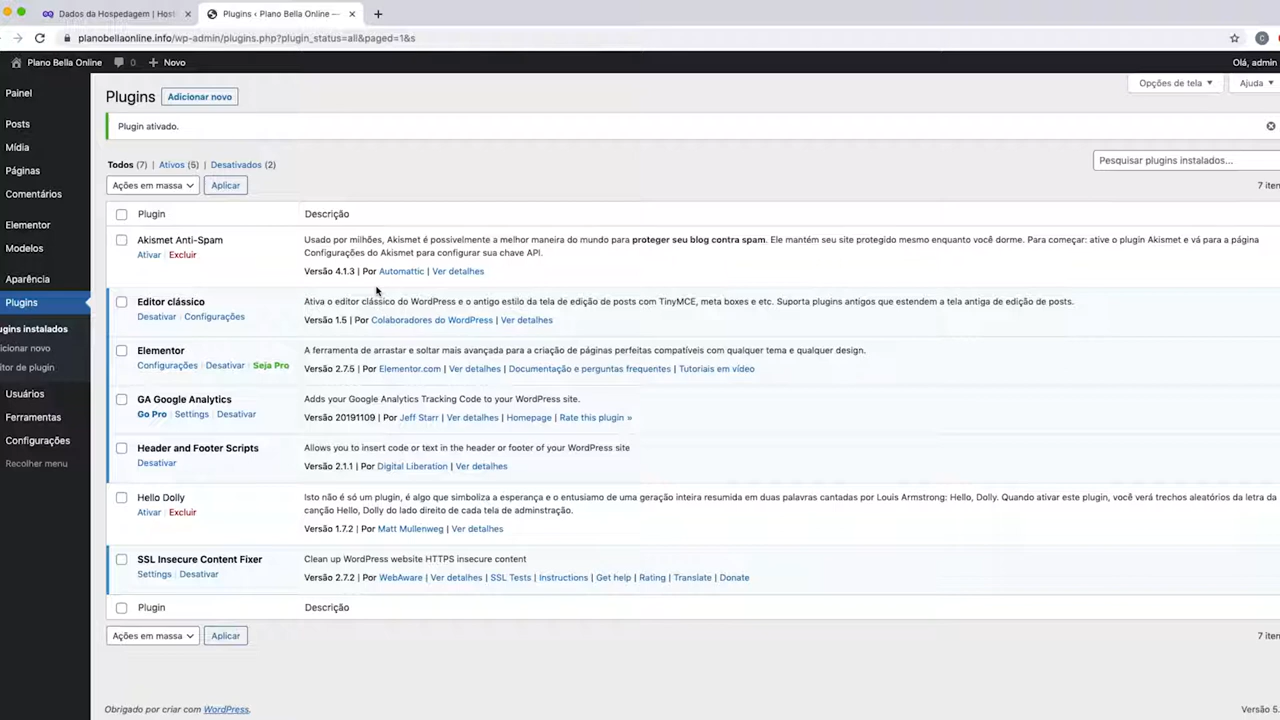 Dados da Hospedagem | Host
Plugins ‹ Plano Bella Online —
planobellaonline.info/wp-admin/plugins.php?plugin_status=all&paged=1&s
Plano Bella Online 0 + Novo Olá, admin
Painel
Posts
Mídia
Páginas
Comentários
Elementor
Modelos
Aparência
Plugins
ugins instalados
icionar novo
itor de plugin
Usuários
Ferramentas
Configurações
Recolher menu
Opções de tela Ajuda
Plugins Adicionar novo
Plugin ativado.
Todos (7) | Ativos (5) | Desativados (2)
Pesquisar plugins instalados...
Ações em massa Aplicar 7 iten
Plugin Descrição
Akismet Anti-Spam
Ativar | Excluir
Usado por milhões, Akismet é possivelmente a melhor maneira do mundo para proteger seu blog contra spam. Ele mantém seu site protegido mesmo enquanto você dorme. Para começar: ative o plugin Akismet e vá para a página
Configurações do Akismet para configurar sua chave API.
Versão 4.1.3 | Por Automattic | Ver detalhes
Editor clássico
Desativar | Configurações
Ativa o editor clássico do WordPress e o antigo estilo da tela de edição de posts com TinyMCE, meta boxes e etc. Suporta plugins antigos que estendem a tela antiga de edição de posts.
Versão 1.5 | Por Colaboradores do WordPress | Ver detalhes
Elementor
Configurações | Desativar | Seja Pro
A ferramenta de arrastar e soltar mais avançada para a criação de páginas perfeitas compatíveis com qualquer tema e qualquer design.
Versão 2.7.5 | Por Elementor.com | Ver detalhes | Documentação e perguntas frequentes | Tutoriais em vídeo
GA Google Analytics
Go Pro | Settings | Desativar
Adds your Google Analytics Tracking Code to your WordPress site.
Versão 20191109 | Por Jeff Starr | Ver detalhes | Homepage | Rate this plugin »
Header and Footer Scripts
Desativar
Allows you to insert code or text in the header or footer of your WordPress site
Versão 2.1.1 | Por Digital Liberation | Ver detalhes
Hello Dolly
Ativar | Excluir
Isto não é só um plugin, é algo que simboliza a esperança e o entusiamo de uma geração inteira resumida em duas palavras cantadas por Louis Armstrong: Hello, Dolly. Quando ativar este plugin, você verá trechos aleatórios da letra da
canção Hello, Dolly do lado direito de cada tela de adminstração.
Versão 1.7.2 | Por Matt Mullenweg | Ver detalhes
SSL Insecure Content Fixer
Settings | Desativar
Clean up WordPress website HTTPS insecure content
Versão 2.7.2 | Por WebAware | Ver detalhes | SSL Tests | Instructions | Get help | Rating | Translate | Donate
Plugin Descrição
Ações em massa Aplicar 7 iten
Obrigado por criar com WordPress. Versão 5.